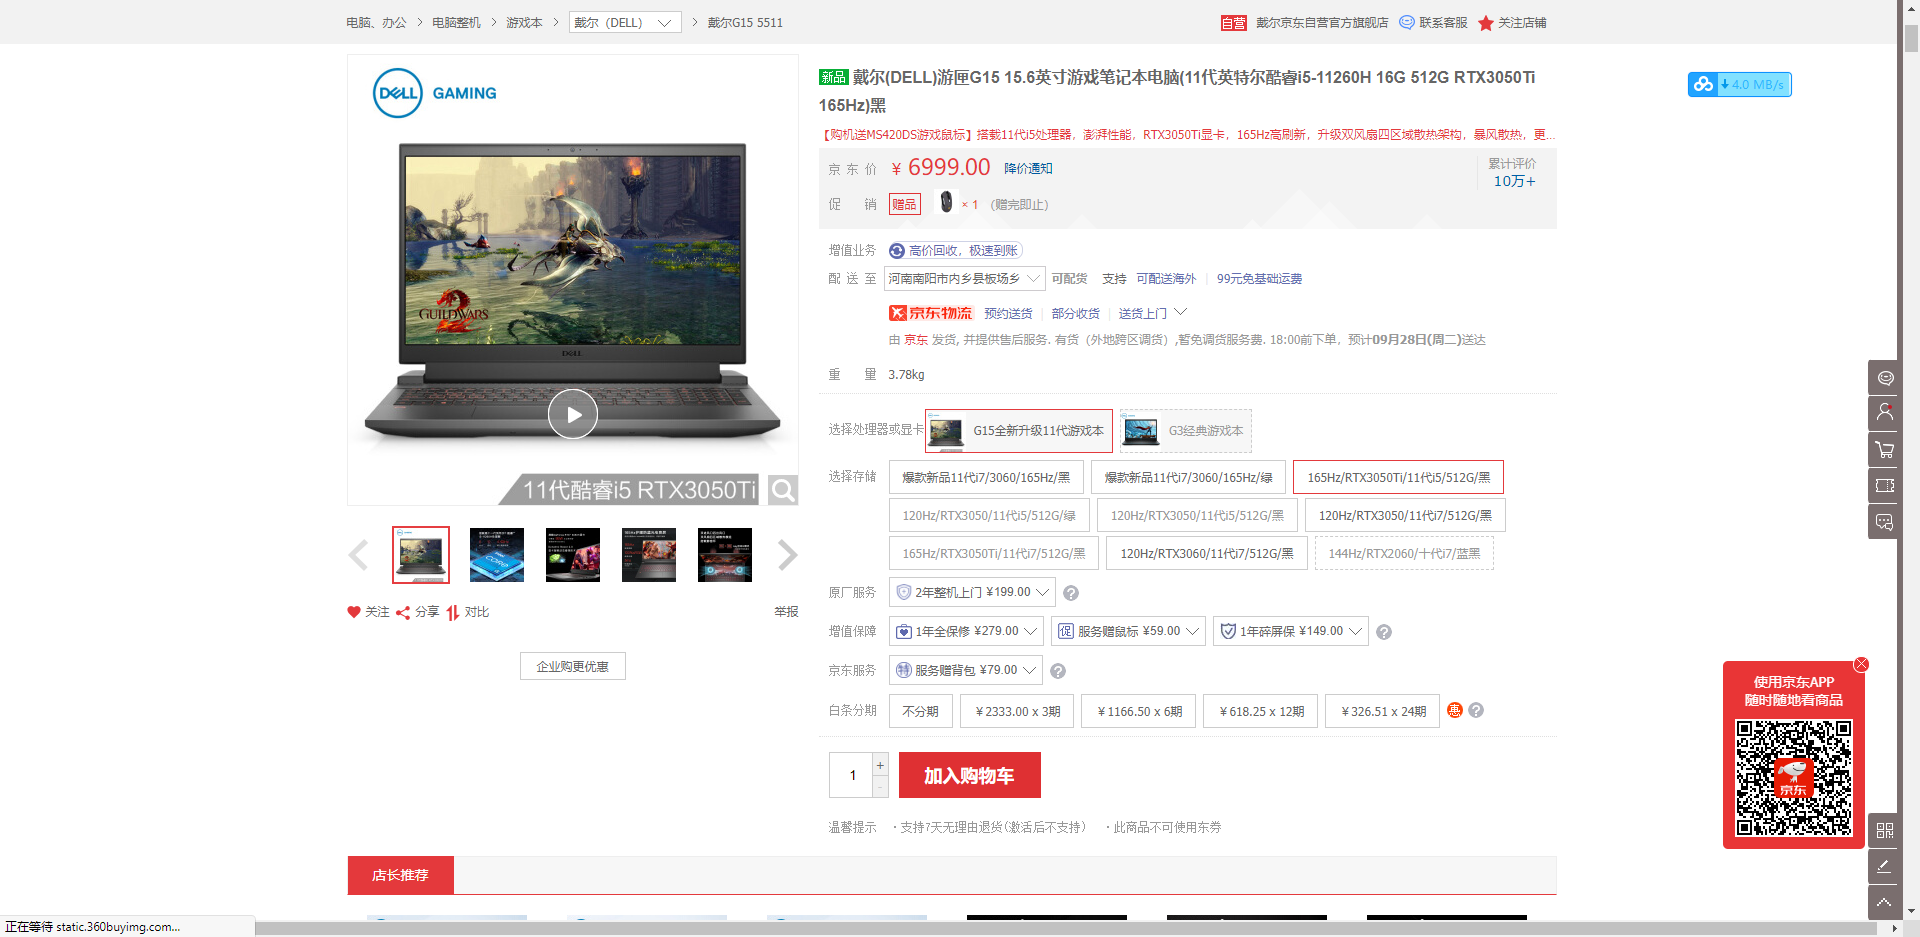 电脑、办公 > 电脑整机 > 游戏本 > 戴尔（DELL） > 戴尔G15 5511
自营 戴尔京东自营官方旗舰店 联系客服 关注店铺
DELL GAMING
GUILDWARS
DELL
11代酷睿i5 RTX3050Ti
关注 分享 对比 举报
企业购更优惠
新品 戴尔(DELL)游匣G15 15.6英寸游戏笔记本电脑(11代英特尔酷睿i5-11260H 16G 512G RTX3050Ti
165Hz)黑
【购机送MS420DS游戏鼠标】搭载11代i5处理器，澎湃性能，RTX3050Ti显卡，165Hz高刷新，升级双风扇四区域散热架构，暴风散热，更...
京东价 ￥6999.00 降价通知
累计评价
10万+
促销 赠品 × 1 （赠完即止）
增值业务 高价回收，极速到账
配送至 河南南阳市内乡县板场乡 可配货 支持 可配送海外 | 99元免基础运费
京东物流 预约送货 | 部分收货 | 送货上门
由 京东 发货, 并提供售后服务. 有货（外地跨区调货）,暂免调货服务费. 18:00前下单，预计09月28日(周二)送达
重量 3.78kg
选择处理器或显卡 G15全新升级11代游戏本 G3经典游戏本
选择存储 爆款新品11代i7/3060/165Hz/黑 爆款新品11代i7/3060/165Hz/绿 165Hz/RTX3050Ti/11代i5/512G/黑
120Hz/RTX3050/11代i5/512G/绿 120Hz/RTX3050/11代i5/512G/黑 120Hz/RTX3050/11代i7/512G/黑
165Hz/RTX3050Ti/11代i7/512G/黑 120Hz/RTX3060/11代i7/512G/黑 144Hz/RTX2060/十代i7/蓝黑
原厂服务 2年整机上门 ¥199.00 ?
增值保障 1年全保修 ¥279.00 促 服务赠鼠标 ¥59.00 1年碎屏保 ¥149.00 ?
京东服务 特 服务赠背包 ¥79.00 ?
白条分期 不分期 ￥2333.00 x 3期 ￥1166.50 x 6期 ￥618.25 x 12期 ￥326.51 x 24期 惠 ?
1 + - 加入购物车
温馨提示 ·支持7天无理由退货(激活后不支持) ·此商品不可使用东券
店长推荐
4.0 MB/s
使用京东APP
随时随地看商品
京东
正在等待 static.360buyimg.com...